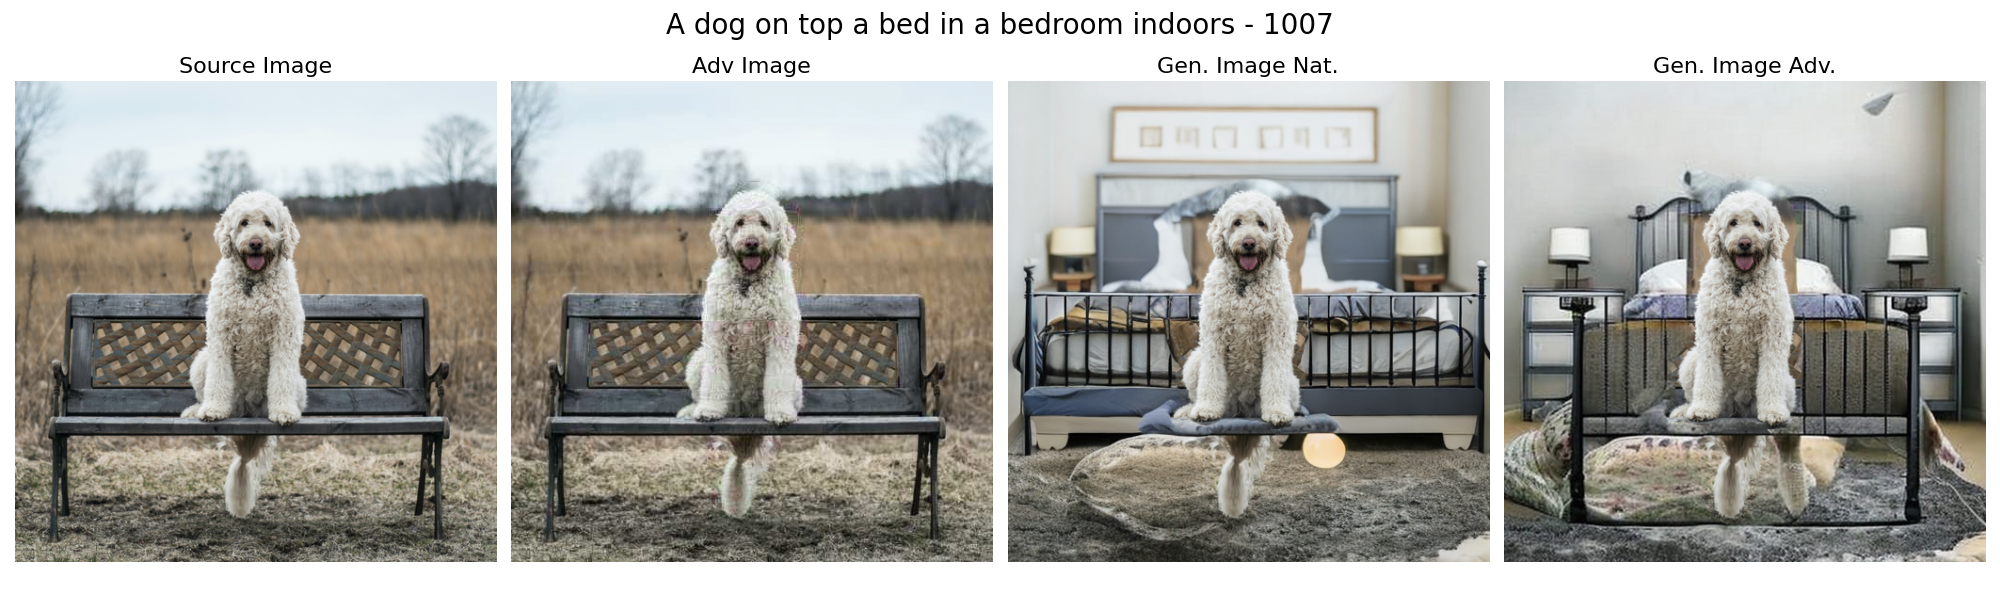 A dog on top a bed in a bedroom indoors - 1007
Source Image
Adv Image
Gen. Image Nat.
Gen. Image Adv.